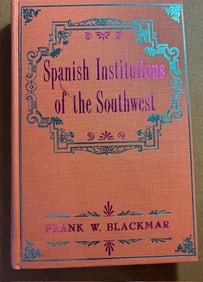 Spanish Institutions
of the Southwest
FRANK W. BLACKMAR